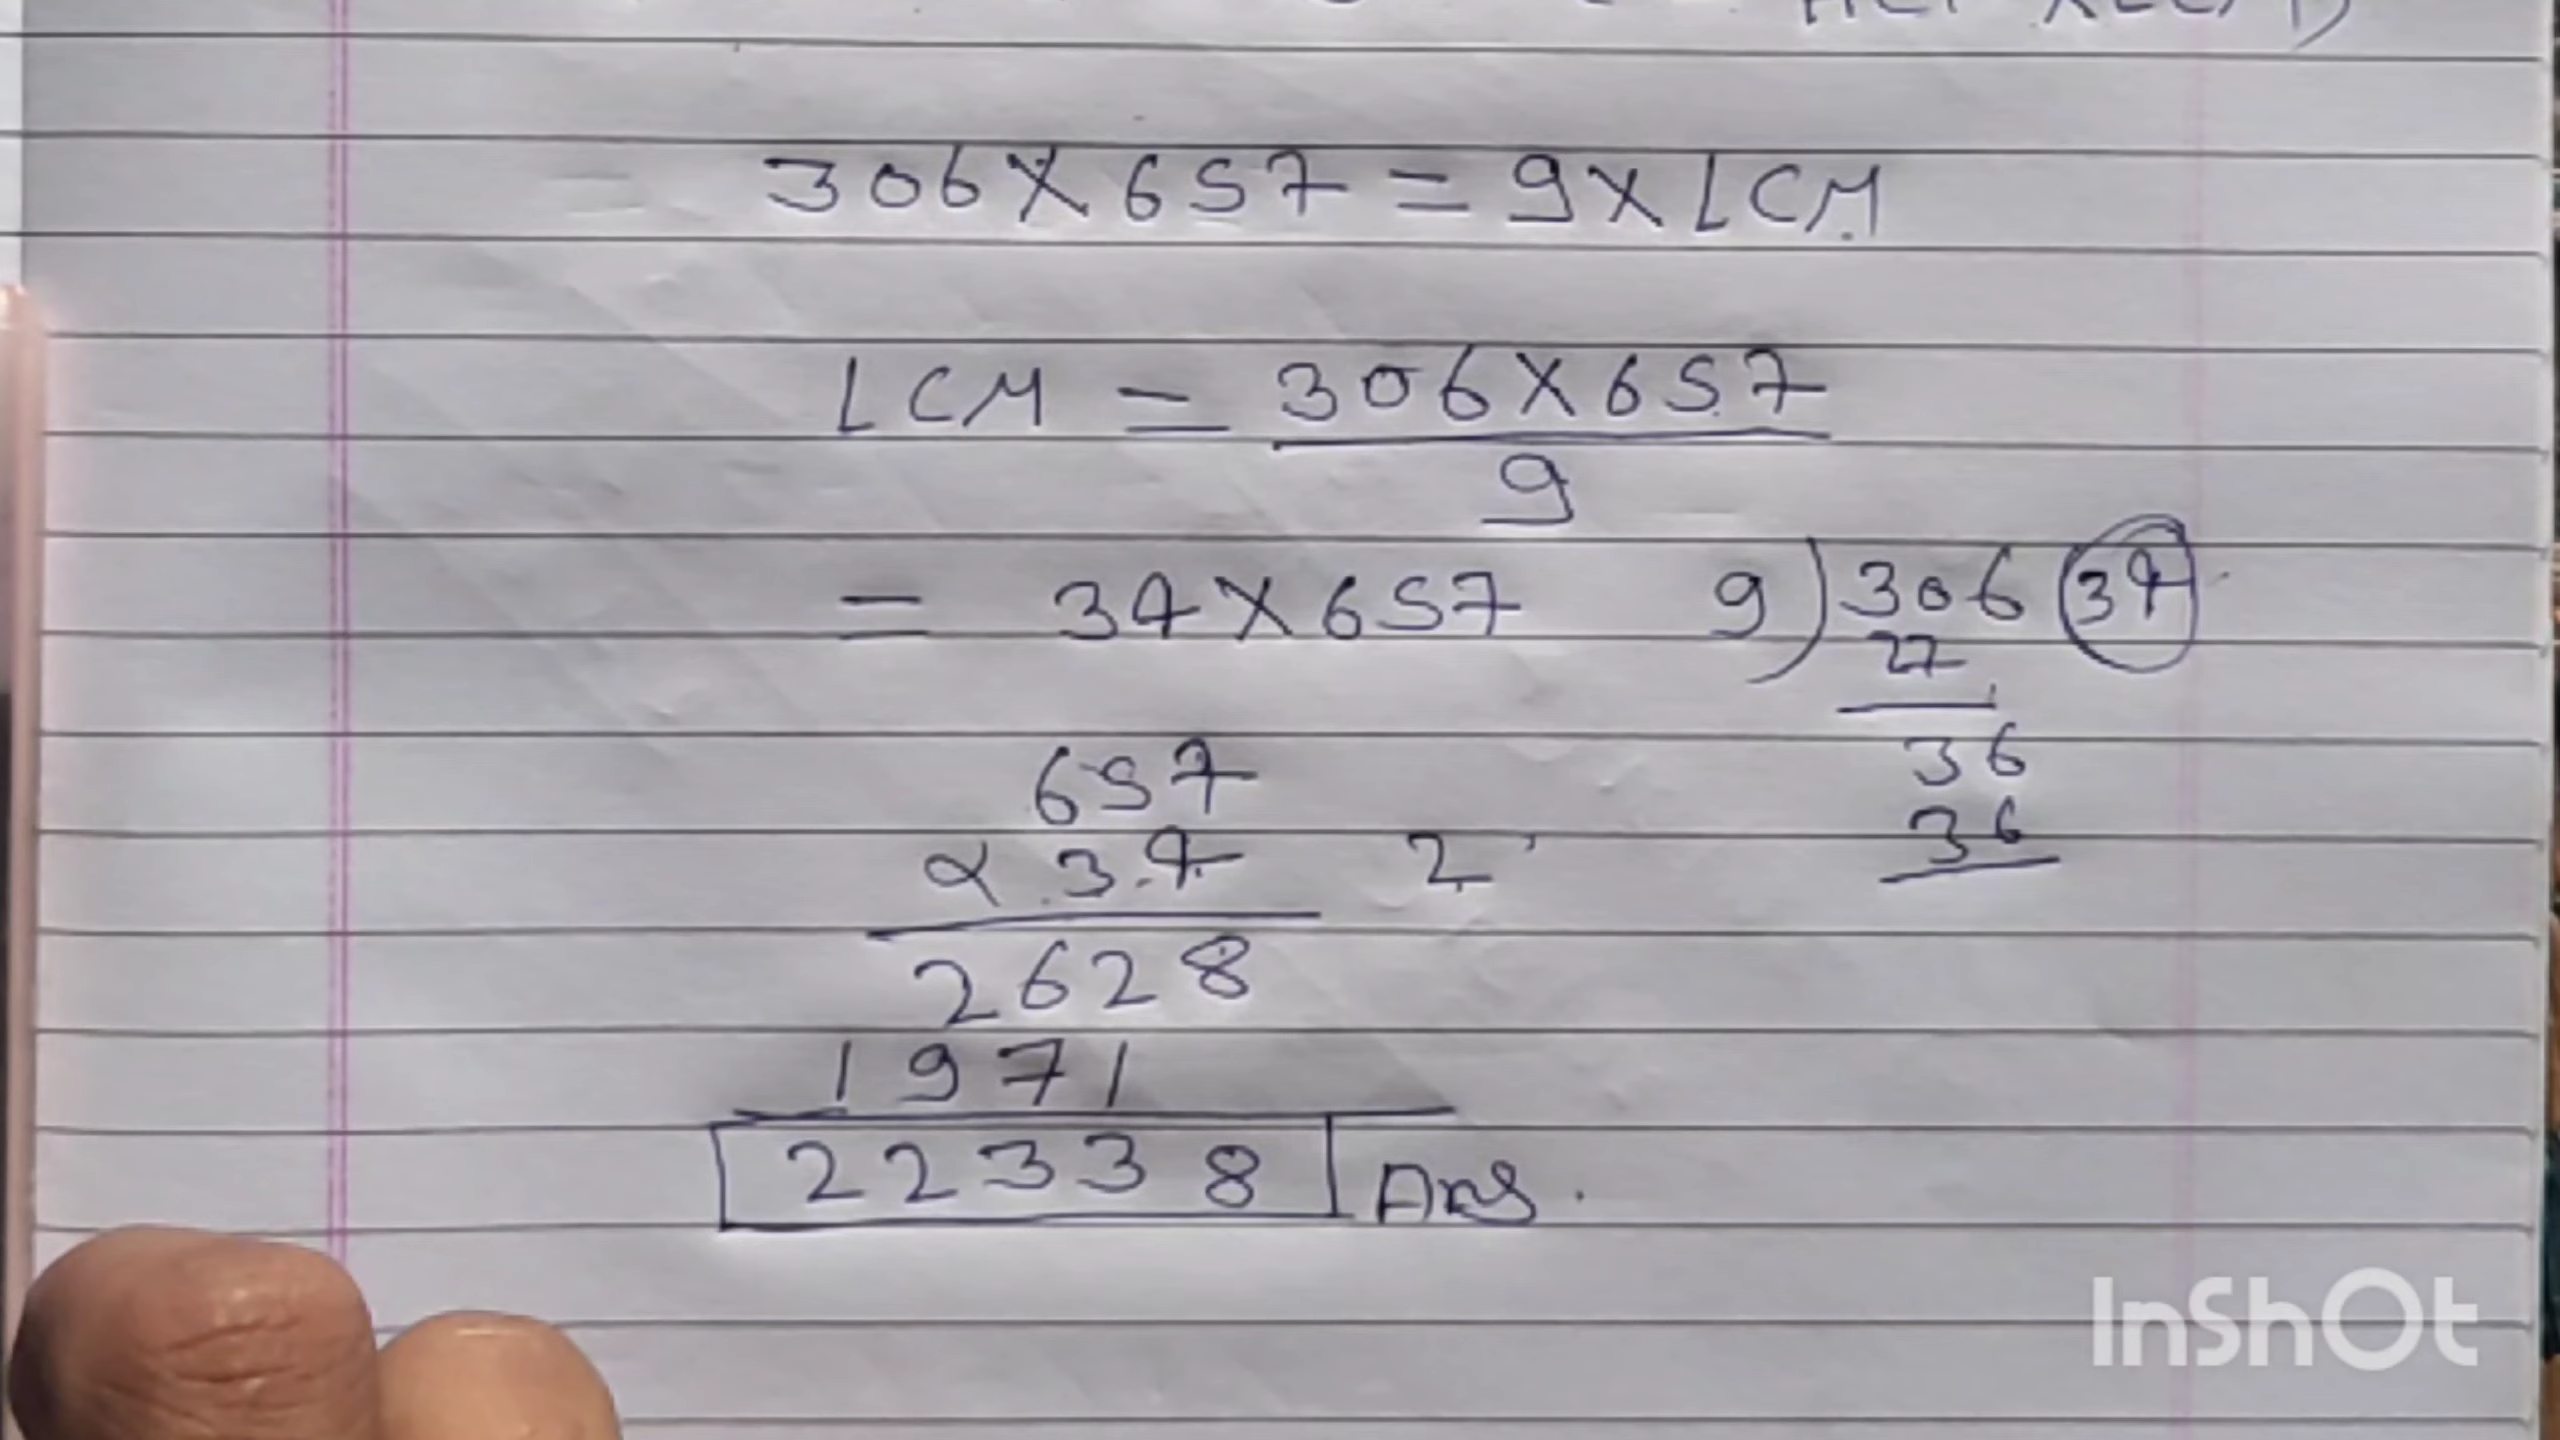 = 306 X 657 = 9 X LCM
LCM = 306 X 657
9
= 34 X 657 9 ) 306 ( 34
27
36
36
657
x 34 2
2628
1971
22338 Ans.
InShOt